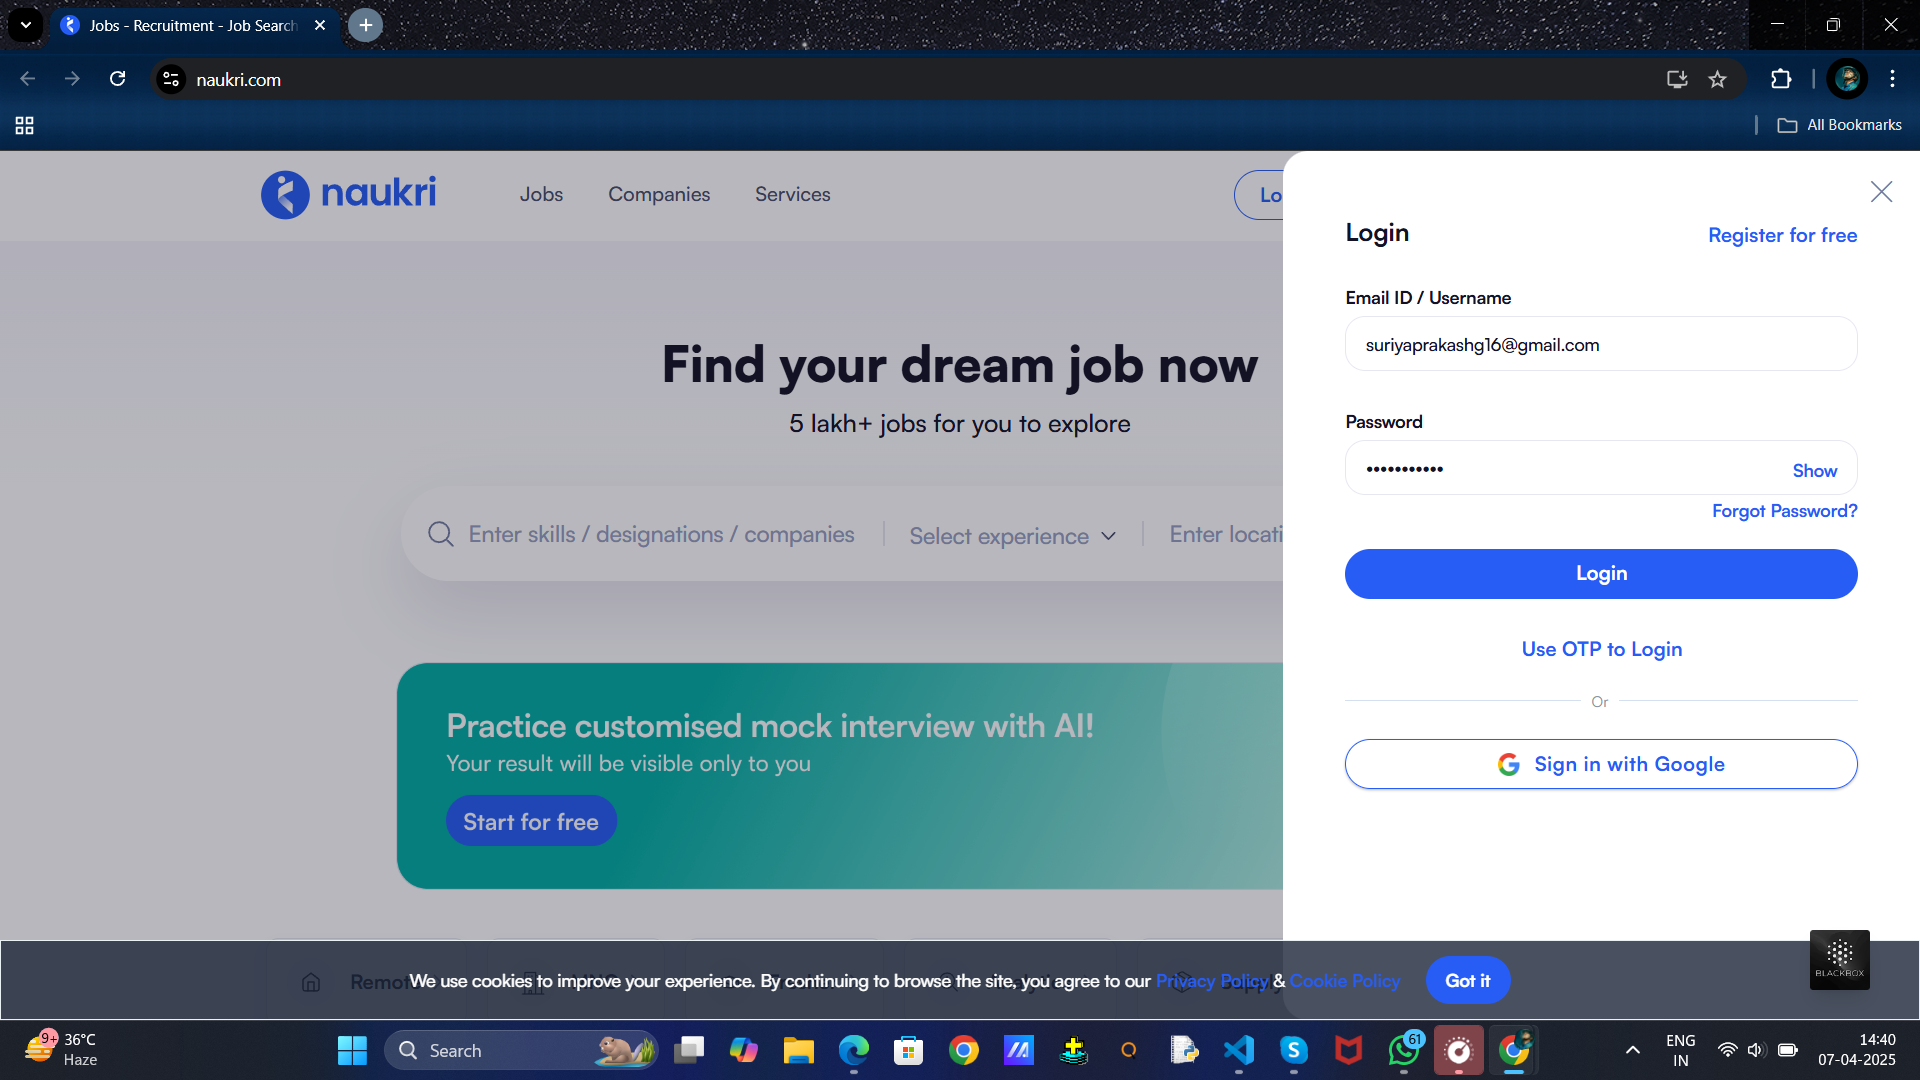 Jobs - Recruitment - Job Search
naukri.com
All Bookmarks
naukri
Jobs
Companies
Services
Lo
Find your dream job now
5 lakh+ jobs for you to explore
Enter skills / designations / companies
Select experience
Enter locati
Practice customised mock interview with AI!
Your result will be visible only to you
Start for free
Login
Register for free
Email ID / Username
suriyaprakashg16@gmail.com
Password
•••••••••••
Show
Forgot Password?
Login
Use OTP to Login
Or
Sign in with Google
BLACKBOX
We use cookies to improve your experience. By continuing to browse the site, you agree to our Privacy Policy & Cookie Policy
Got it
9+
36°C
Haze
Search
61
ENG
IN
14:40
07-04-2025